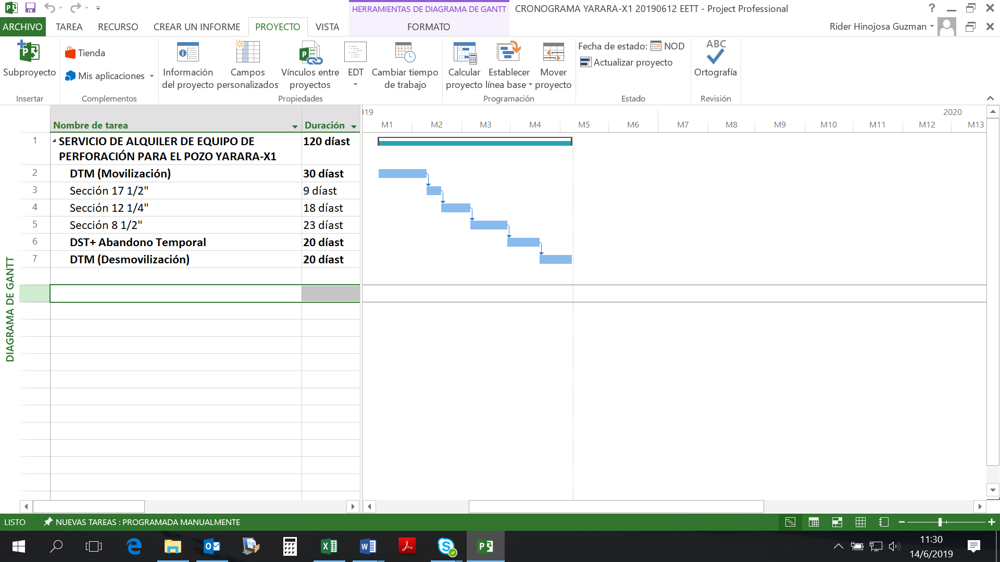 HERRAMIENTAS DE DIAGRAMA DE GANTT
CRONOGRAMA YARARA-X1 20190612 EETT - Project Professional
ARCHIVO TAREA RECURSO CREAR UN INFORME PROYECTO VISTA FORMATO
Rider Hinojosa Guzman
Subproyecto
Tienda
Mis aplicaciones
Información
del proyecto
Campos
personalizados
Vínculos entre
proyectos
EDT
Cambiar tiempo
de trabajo
Calcular
proyecto
Establecer
línea base
Mover
proyecto
Fecha de estado: NOD
Actualizar proyecto
ABC
Ortografía
Insertar
Complementos
Propiedades
Programación
Estado
Revisión
019 2020
Nombre de tarea Duración
M1 M2 M3 M4 M5 M6 M7 M8 M9 M10 M11 M12 M13
1 SERVICIO DE ALQUILER DE EQUIPO DE 120 díast
PERFORACIÓN PARA EL POZO YARARA-X1
2 DTM (Movilización) 30 díast
3 Sección 17 1/2" 9 díast
4 Sección 12 1/4" 18 díast
5 Sección 8 1/2" 23 díast
6 DST+ Abandono Temporal 20 díast
7 DTM (Desmovilización) 20 díast
DIAGRAMA DE GANTT
LISTO NUEVAS TAREAS : PROGRAMADA MANUALMENTE
11:30
14/6/2019